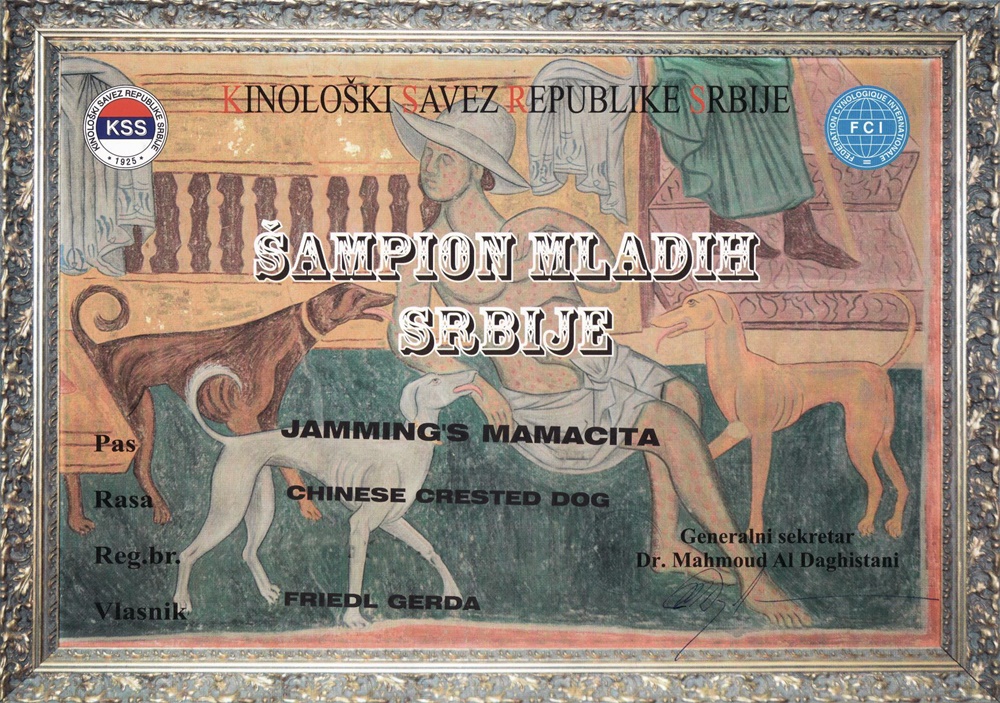 KINOLOŠKI SAVEZ REPUBLIKE SRBIJE
KINOLOŠKI SAVEZ REPUBLIKE SRBIJE
KSS
• 1925 •
FEDERATION CYNOLOGIQUE INTERNATIONALE
FCI
ŠAMPION MLADIH
SRBIJE
Pas JAMMING'S MAMACITA
Rasa CHINESE CRESTED DOG
Reg.br.
Generalni sekretar
Dr. Mahmoud Al Daghistani
Vlasnik FRIEDL GERDA